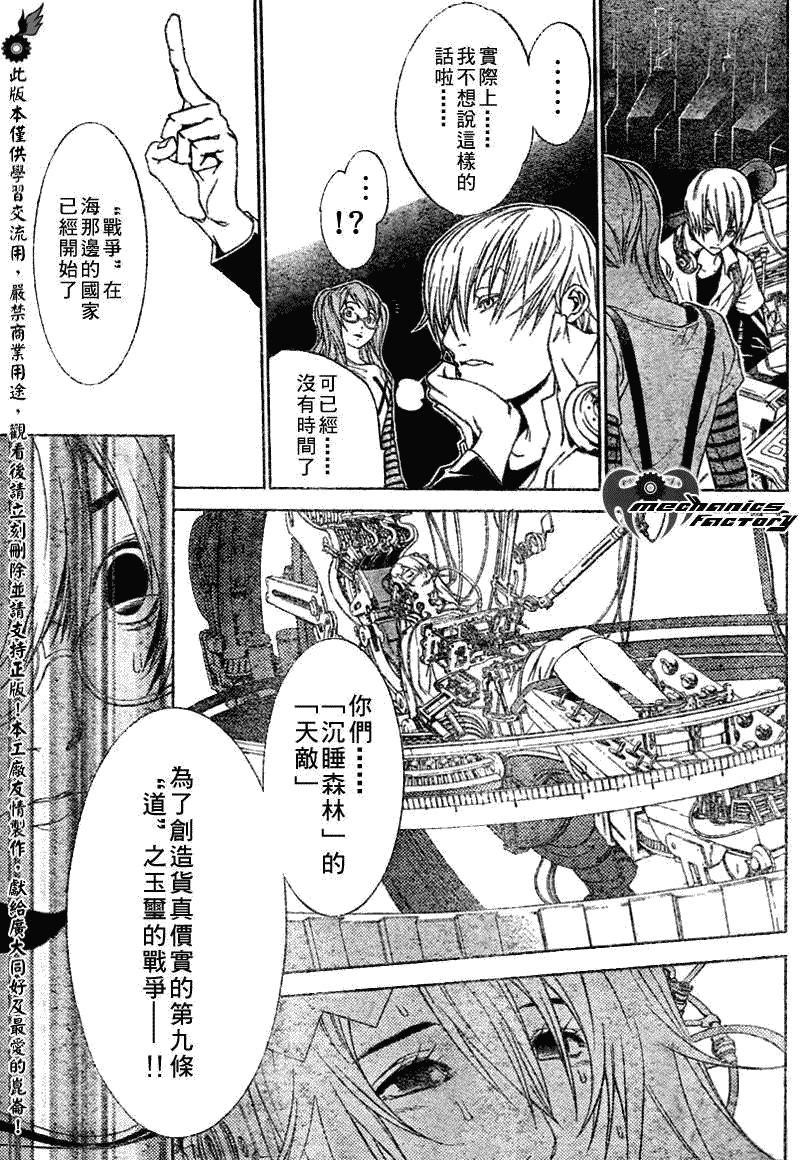 ……
實際上……
我不想說這樣的
話啦……
…
!?
可已經……
沒有時間了
“戰爭”在
海那邊的國家
已經開始了
你們……
「沉睡森林」的
「天敵」
為了創造貨真價實的第九條
“道”之玉璽的戰爭——!!
此版本僅供學習交流用，嚴禁商業用途，觀看後請立刻刪除並請支持正版！本工廠友情製作，獻給廣大同好及最愛的崑崙！
mechanics
factory